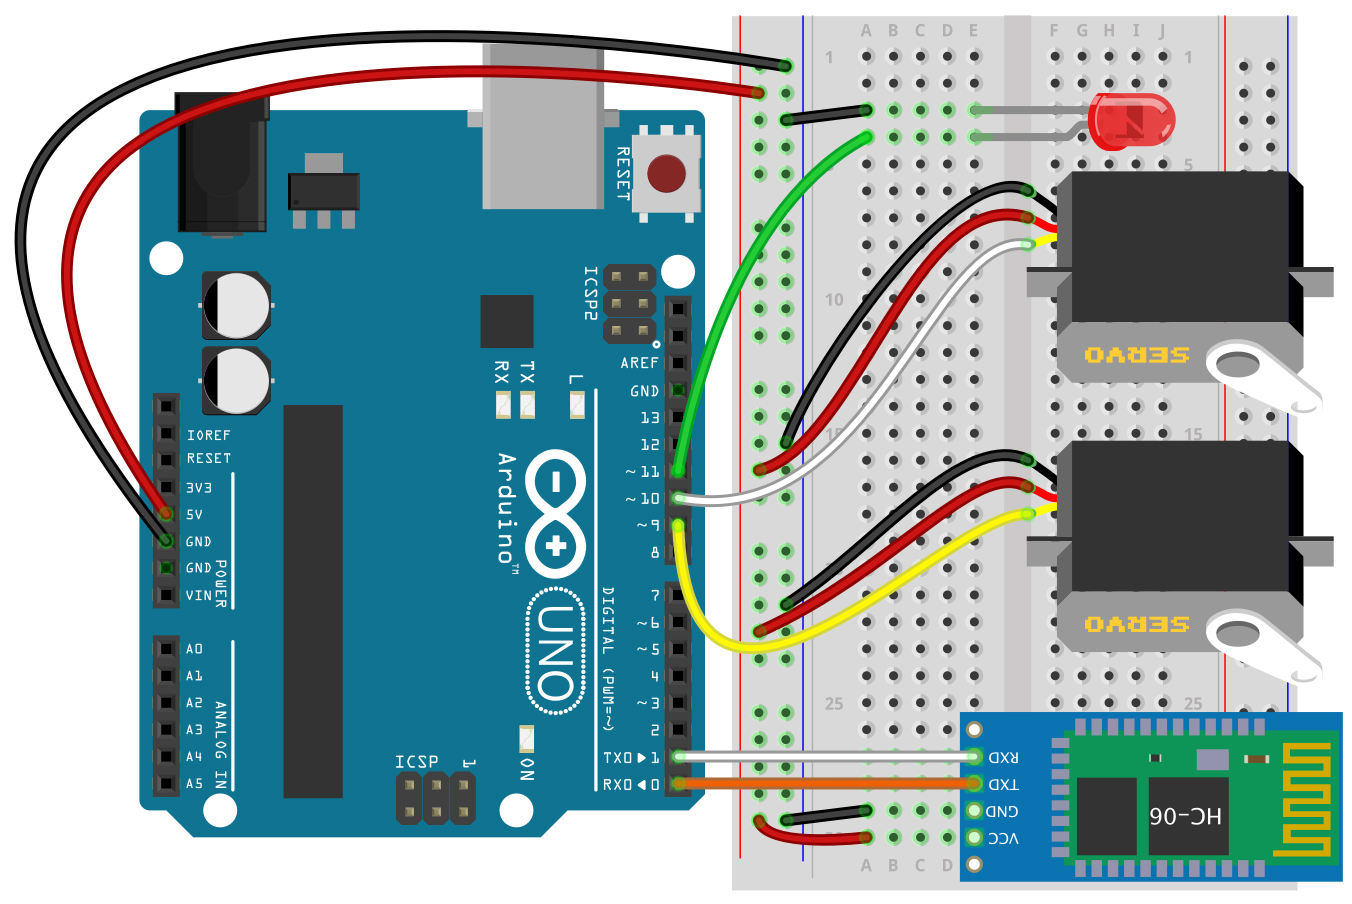 A B C D E F G H I J
1 1
5
10
15 15
25 25
A B C D
RESET
ICSP2
AREF
GND
13
12
~11
~10
~9
8
7
~6
~5
4
~3
2
TX0▶1
RX0◀0
DIGITAL (PWM=~)
RX TX L
Arduino™
UNO
IOREF
RESET
3V3
5V
GND
GND
VIN
POWER
A0
A1
A2
A3
A4
A5
ANALOG IN
ICSP 1
ON
SERVO
SERVO
RXD
TXD
GND
VCC
HC-06